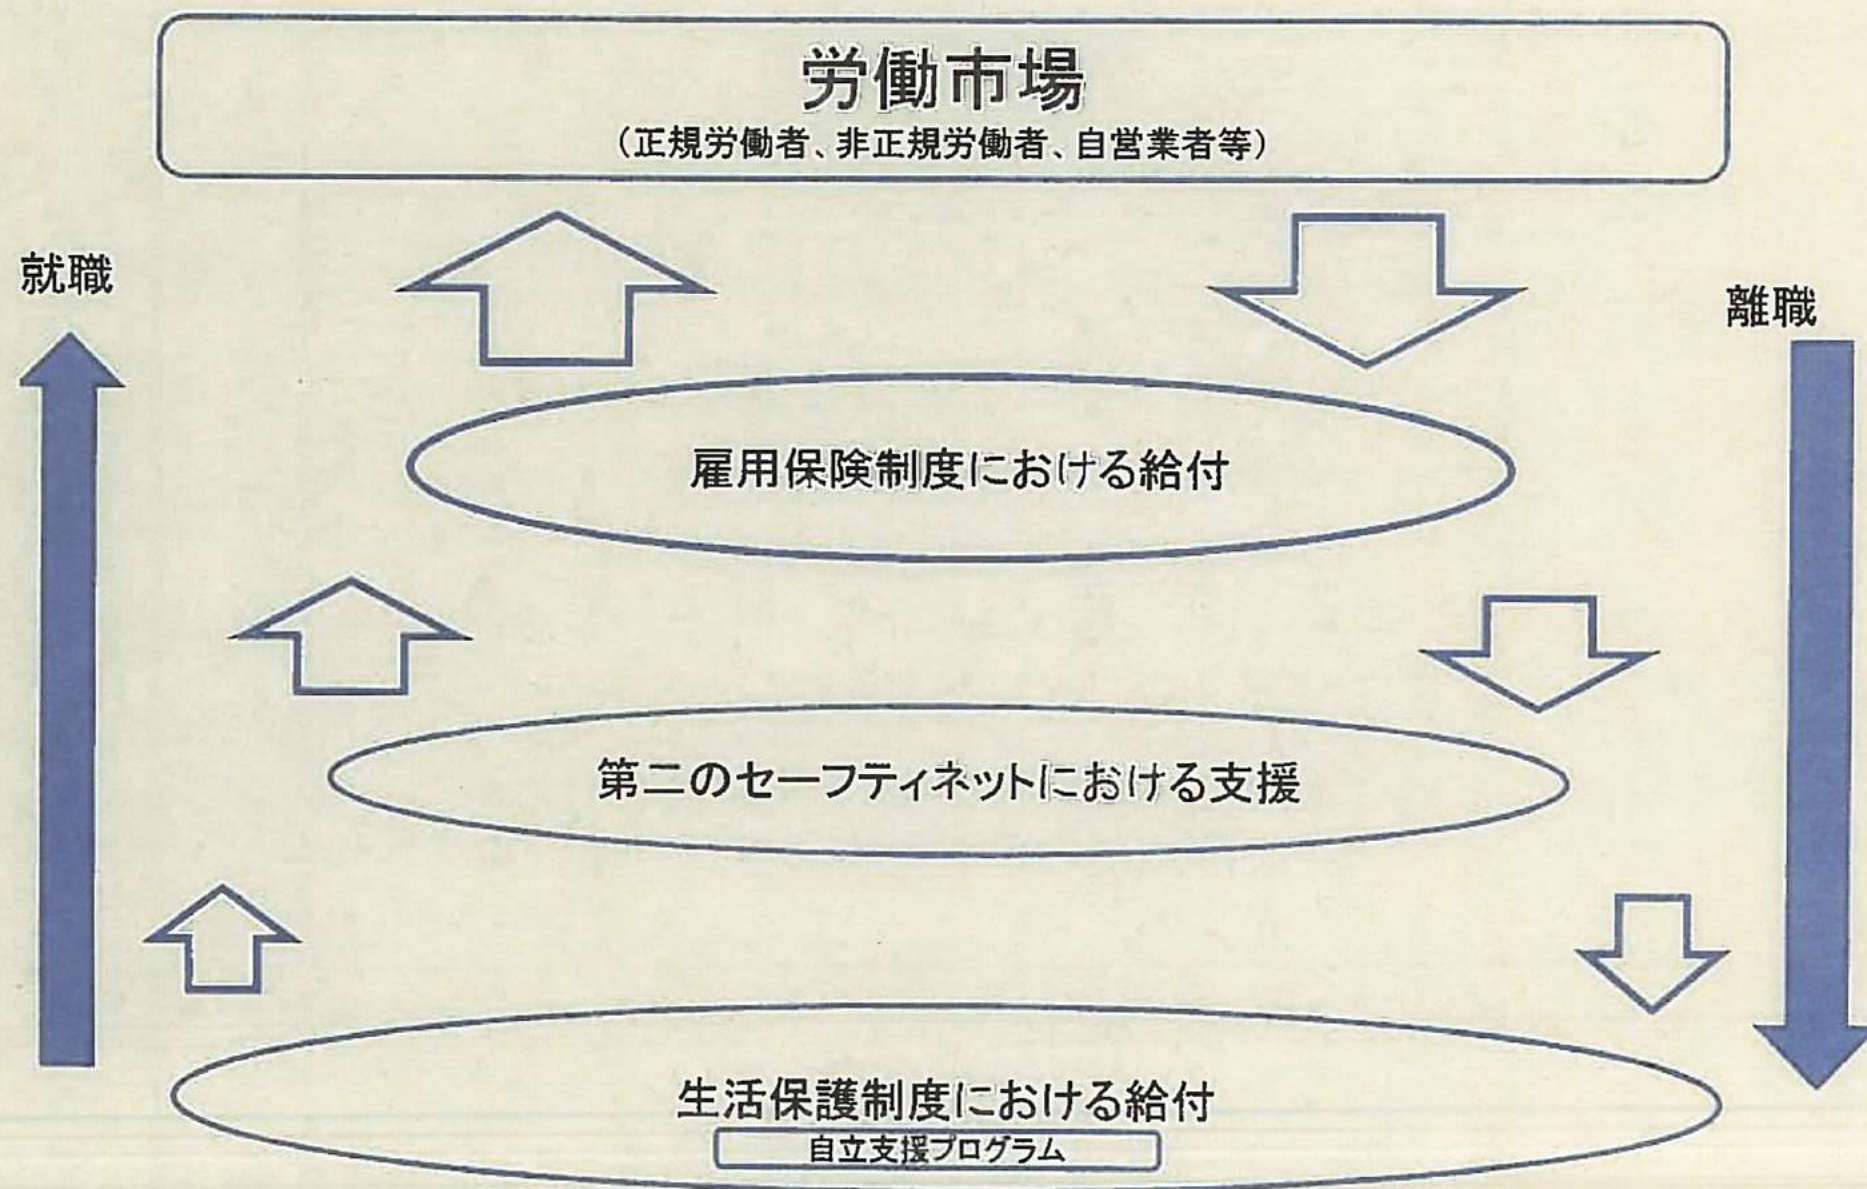 労働市場
（正規労働者、非正規労働者、自営業者等）
就職
離職
雇用保険制度における給付
第二のセーフティネットにおける支援
生活保護制度における給付
自立支援プログラム